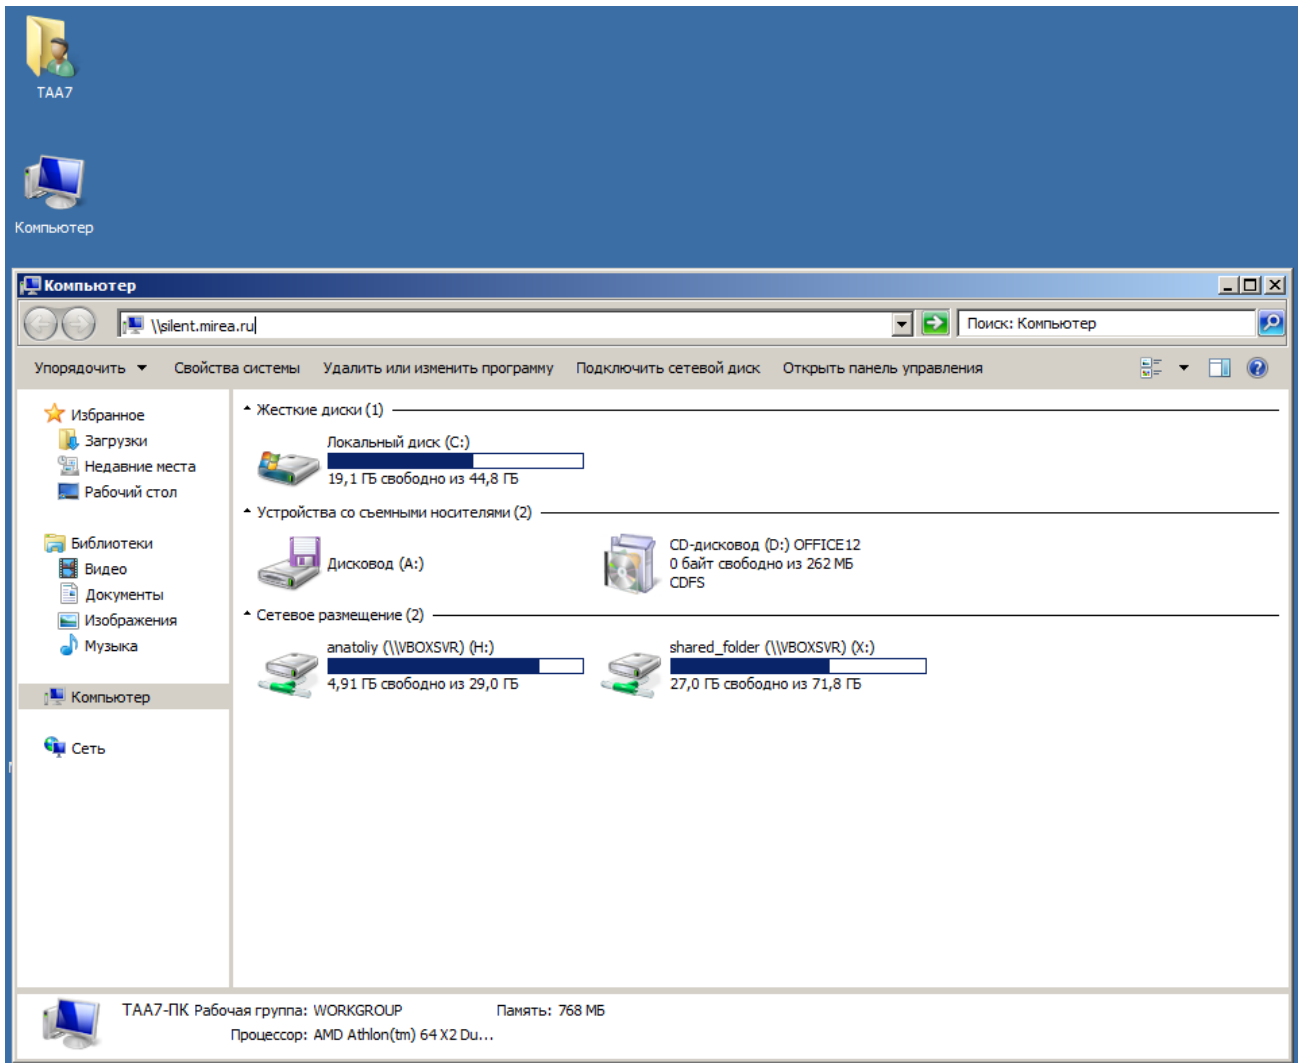 TAA7
Компьютер
Компьютер
\\silent.mirea.ru
Поиск: Компьютер
Упорядочить Свойства системы Удалить или изменить программу Подключить сетевой диск Открыть панель управления
Избранное
Загрузки
Недавние места
Рабочий стол
Библиотеки
Видео
Документы
Изображения
Музыка
Компьютер
Сеть
Жесткие диски (1)
Локальный диск (C:)
19,1 ГБ свободно из 44,8 ГБ
Устройства со съемными носителями (2)
Дисковод (A:)
CD-дисковод (D:) OFFICE12
0 байт свободно из 262 МБ
CDFS
Сетевое размещение (2)
anatoliy (\\VBOXSVR) (H:)
4,91 ГБ свободно из 29,0 ГБ
shared_folder (\\VBOXSVR) (X:)
27,0 ГБ свободно из 71,8 ГБ
TAA7-ПК Рабочая группа: WORKGROUP Память: 768 МБ
Процессор: AMD Athlon(tm) 64 X2 Du...